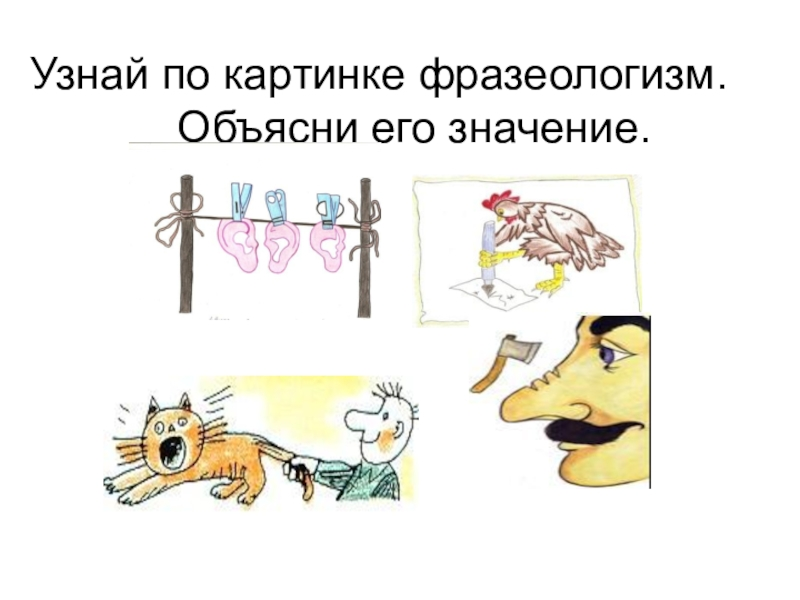 Узнай по картинке фразеологизм.
Объясни его значение.